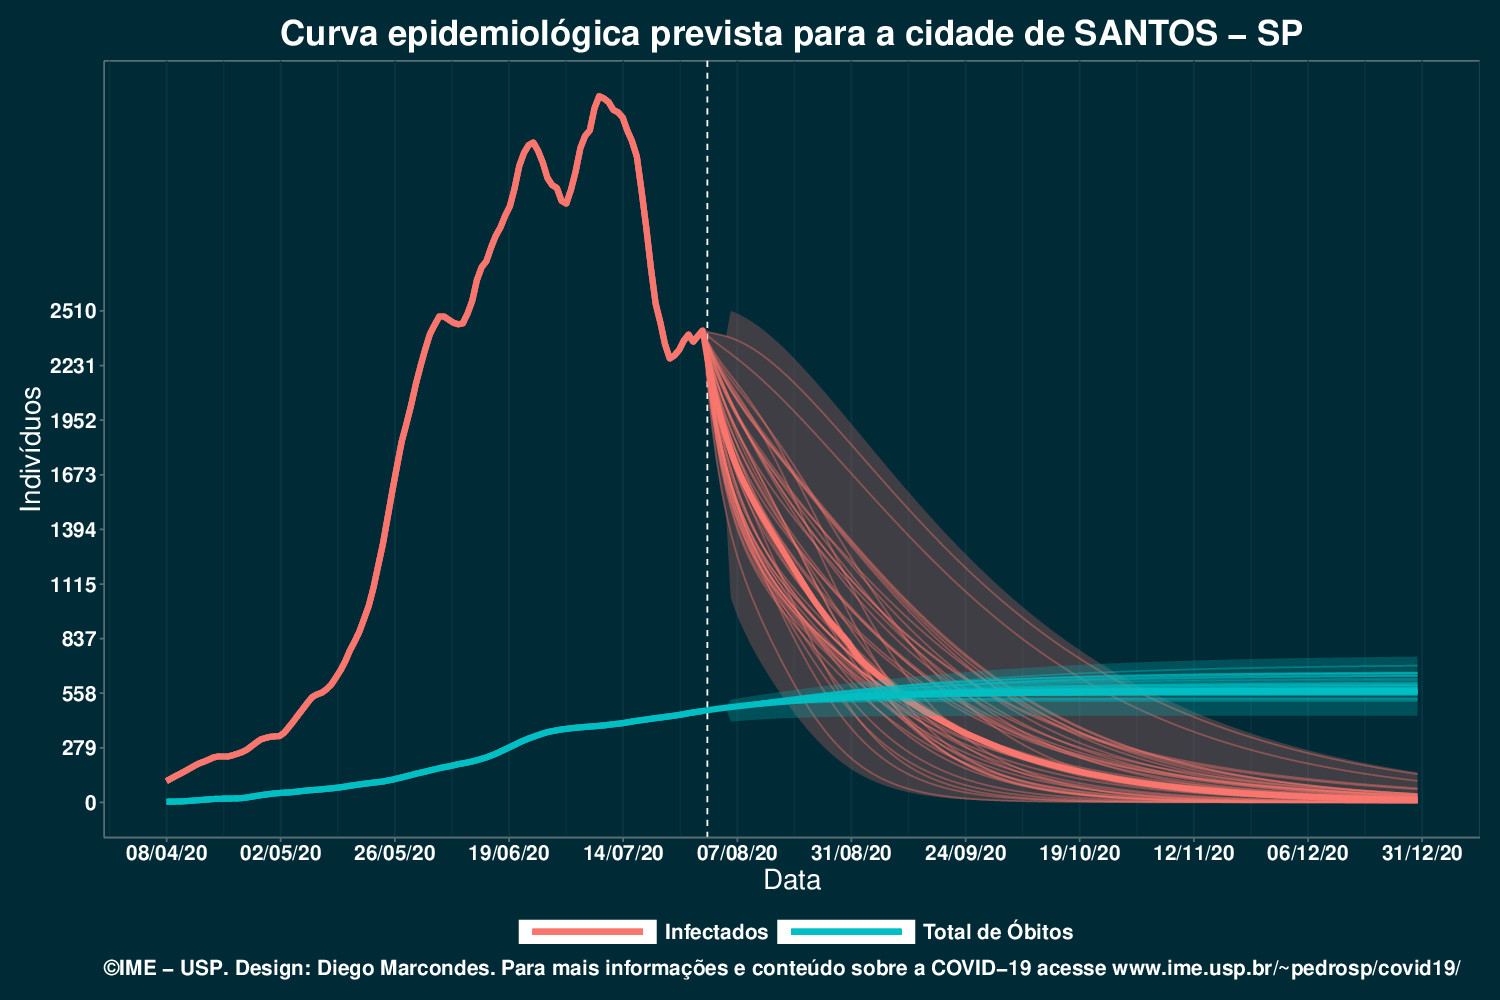 Curva epidemiológica prevista para a cidade de SANTOS – SP
Indivíduos
2510
2231
1952
1673
1394
1115
837
558
279
0
08/04/20 02/05/20 26/05/20 19/06/20 14/07/20 07/08/20 31/08/20 24/09/20 19/10/20 12/11/20 06/12/20 31/12/20
Data
Infectados Total de Óbitos
©IME – USP. Design: Diego Marcondes. Para mais informações e conteúdo sobre a COVID–19 acesse www.ime.usp.br/~pedrosp/covid19/